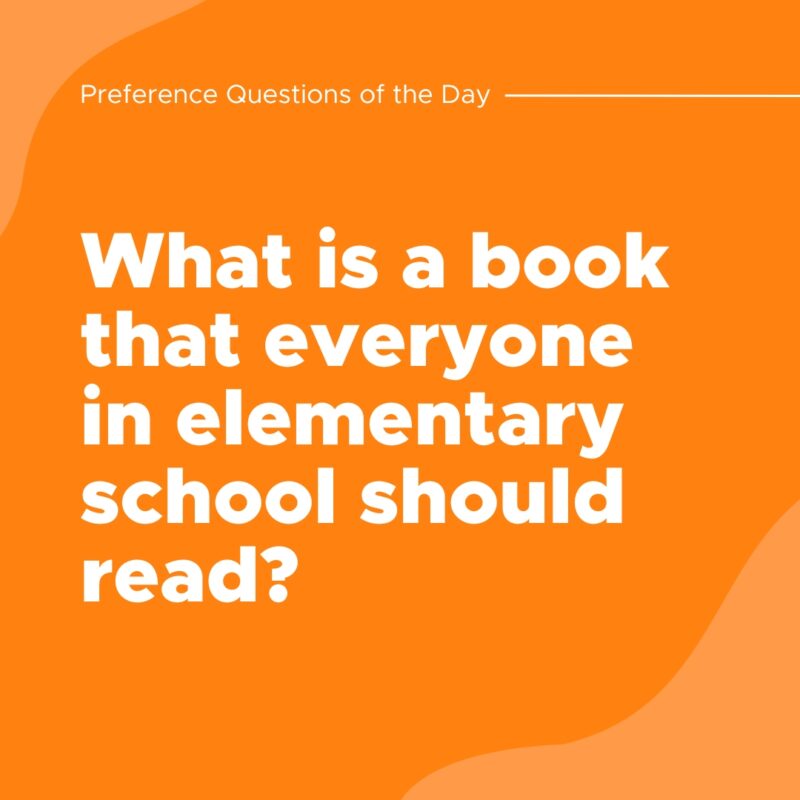 Preference Questions of the Day
What is a book
that everyone
in elementary
school should
read?